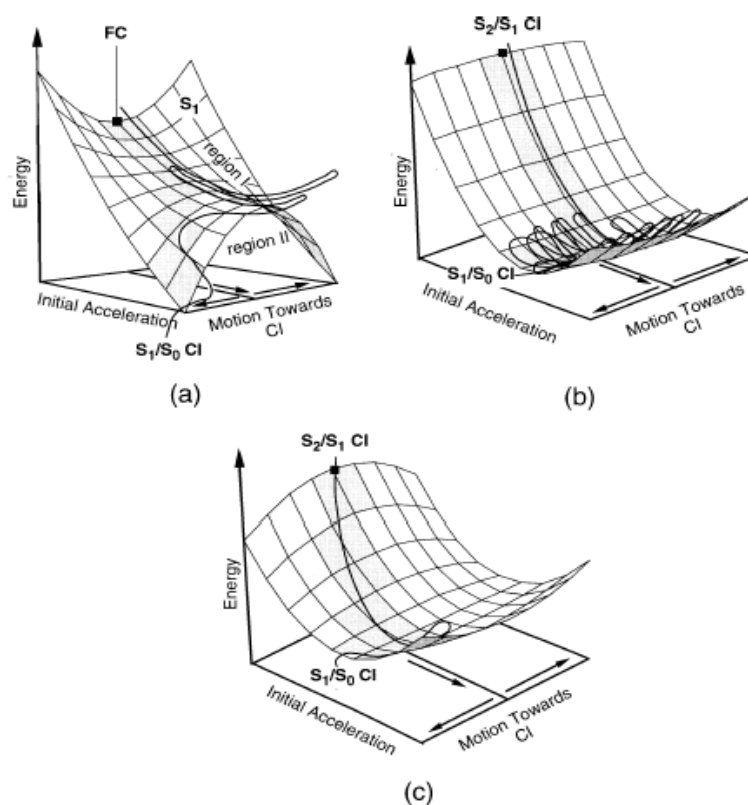 FC
S1
region I
region II
Energy
Initial Acceleration
Motion Towards
CI
S1/S0 CI
(a)
S2/S1 CI
Energy
S1/S0 CI
Initial Acceleration
Motion Towards
CI
(b)
S2/S1 CI
Energy
S1/S0 CI
Initial Acceleration
Motion Towards
CI
(c)